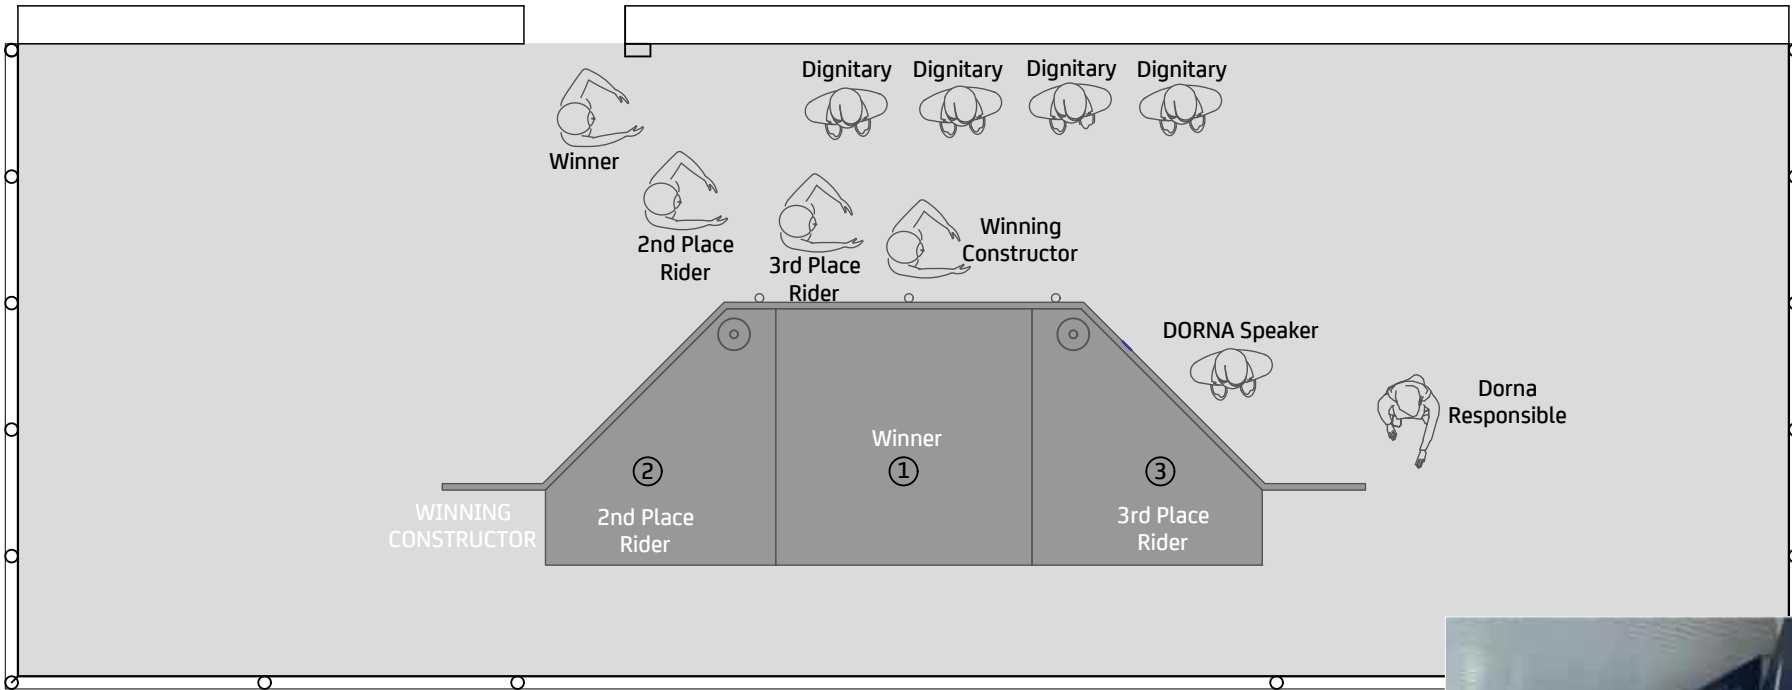 Dignitary
Dignitary
Dignitary
Dignitary
Winner
2nd Place
Rider
3rd Place
Rider
Winning
Constructor
DORNA Speaker
Dorna
Responsible
Winner
2
1
3
WINNING
CONSTRUCTOR
2nd Place
Rider
3rd Place
Rider